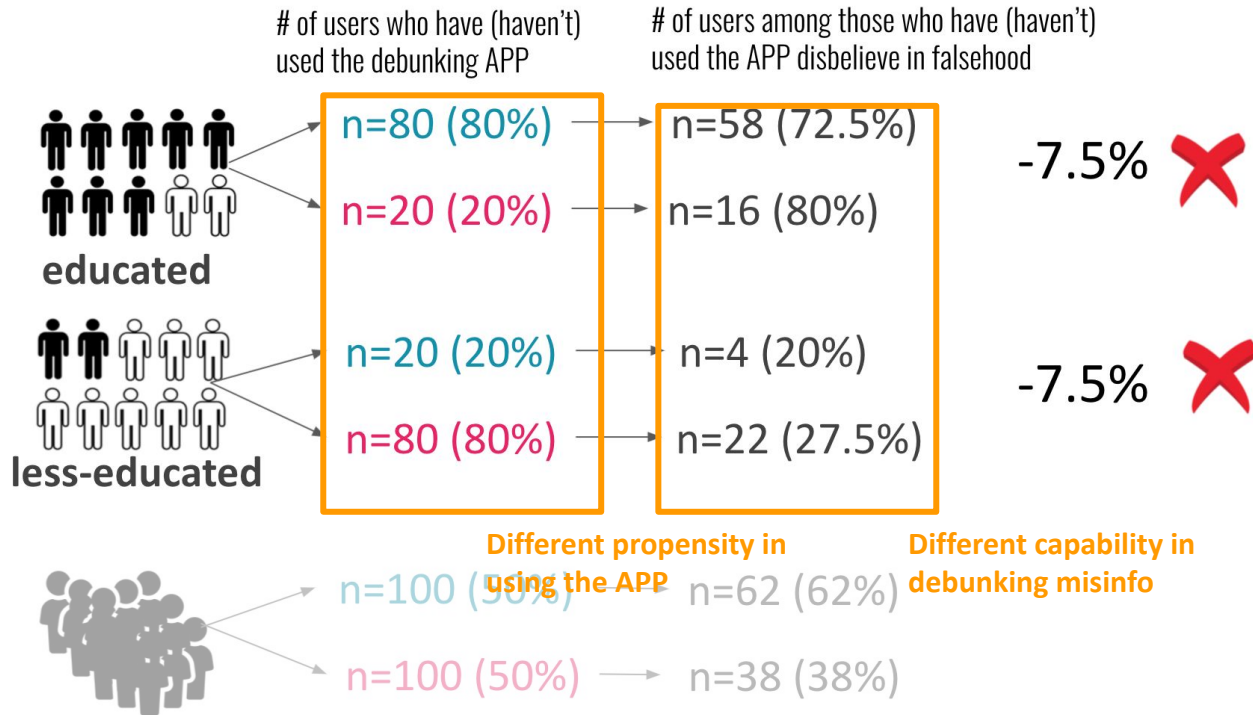 # of users who have (haven't)
used the debunking APP
# of users among those who have (haven't)
used the APP disbelieve in falsehood
n=80 (80%)
n=58 (72.5%)
-7.5%
n=20 (20%)
n=16 (80%)
educated
n=20 (20%)
n=4 (20%)
-7.5%
n=80 (80%)
n=22 (27.5%)
less-educated
Different propensity in
using the APP
Different capability in
debunking misinfo
n=100 (50%)
n=62 (62%)
n=100 (50%)
n=38 (38%)